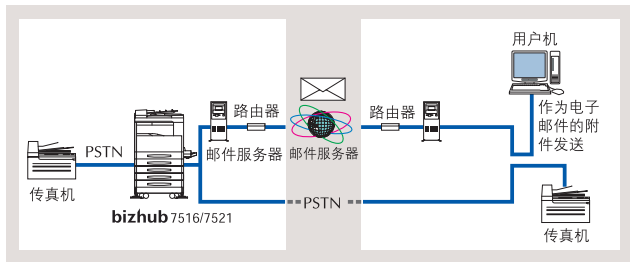 用户机
路由器
路由器
作为电子
邮件的附
件发送
PSTN
邮件服务器
邮件服务器
传真机
PSTN
bizhub 7516/7521
传真机